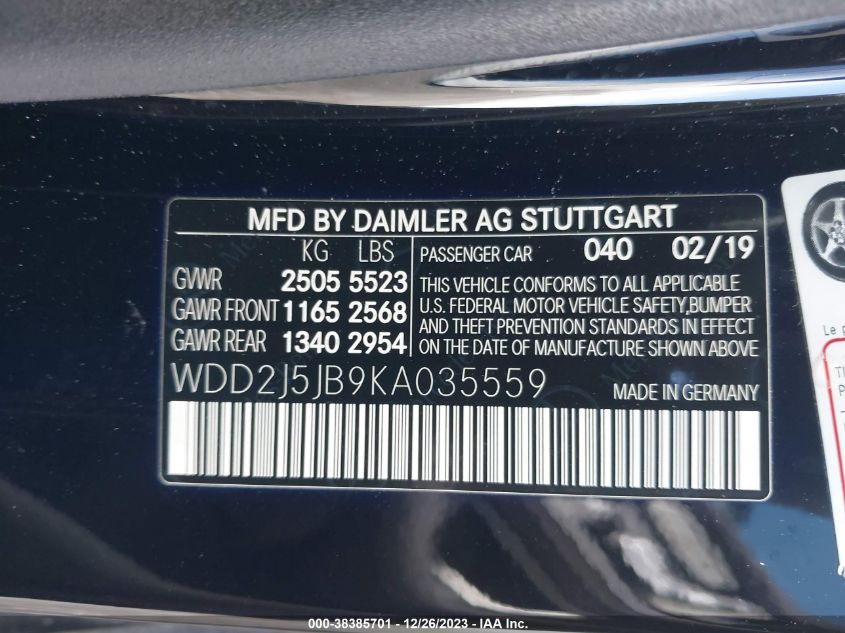 MFD BY DAIMLER AG STUTTGART
KG LBS
GVWR 2505 5523
GAWR FRONT 1165 2568
GAWR REAR 1340 2954
PASSENGER CAR 040 02/19
THIS VEHICLE CONFORMS TO ALL APPLICABLE
U.S. FEDERAL MOTOR VEHICLE SAFETY, BUMPER
AND THEFT PREVENTION STANDARDS IN EFFECT
ON THE DATE OF MANUFACTURE SHOWN ABOVE
WDD2J5JB9KA035559 MADE IN GERMANY
Le
000-38385701 - 12/26/2023 - IAA Inc.